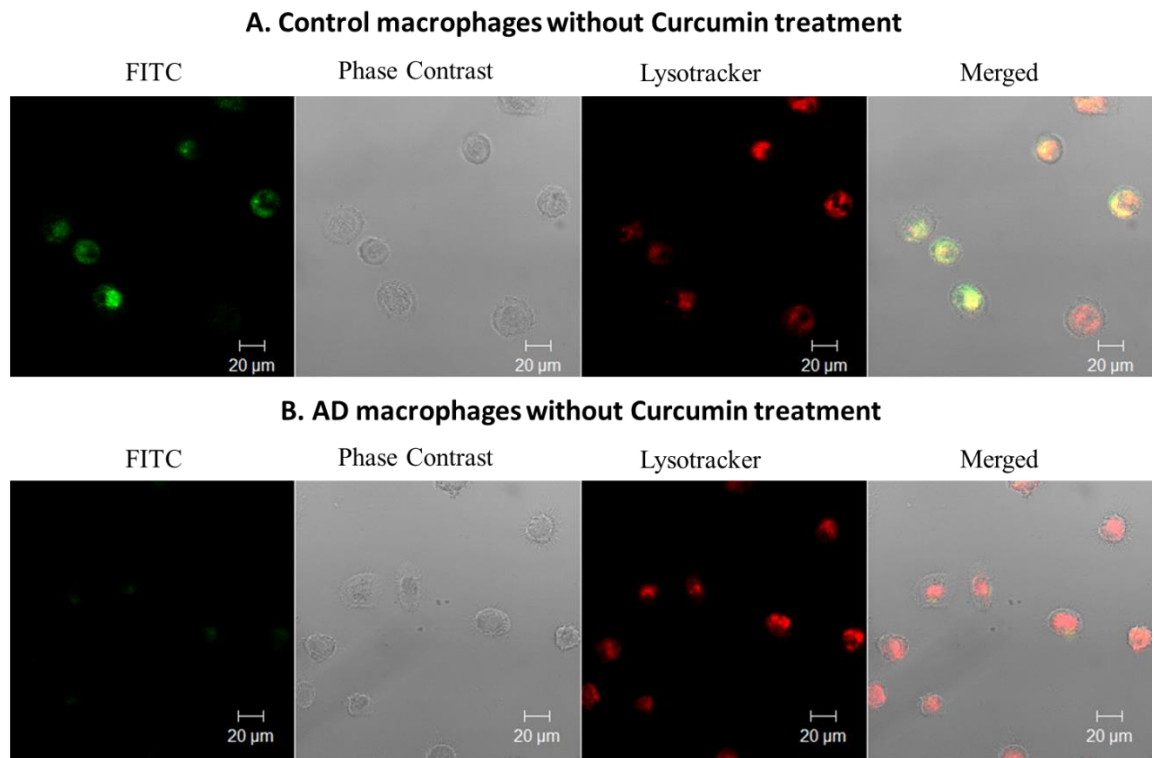 A. Control macrophages without Curcumin treatment
FITC Phase Contrast Lysotracker Merged
20 µm 20 µm 20 µm 20 µm
B. AD macrophages without Curcumin treatment
FITC Phase Contrast Lysotracker Merged
20 µm 20 µm 20 µm 20 µm